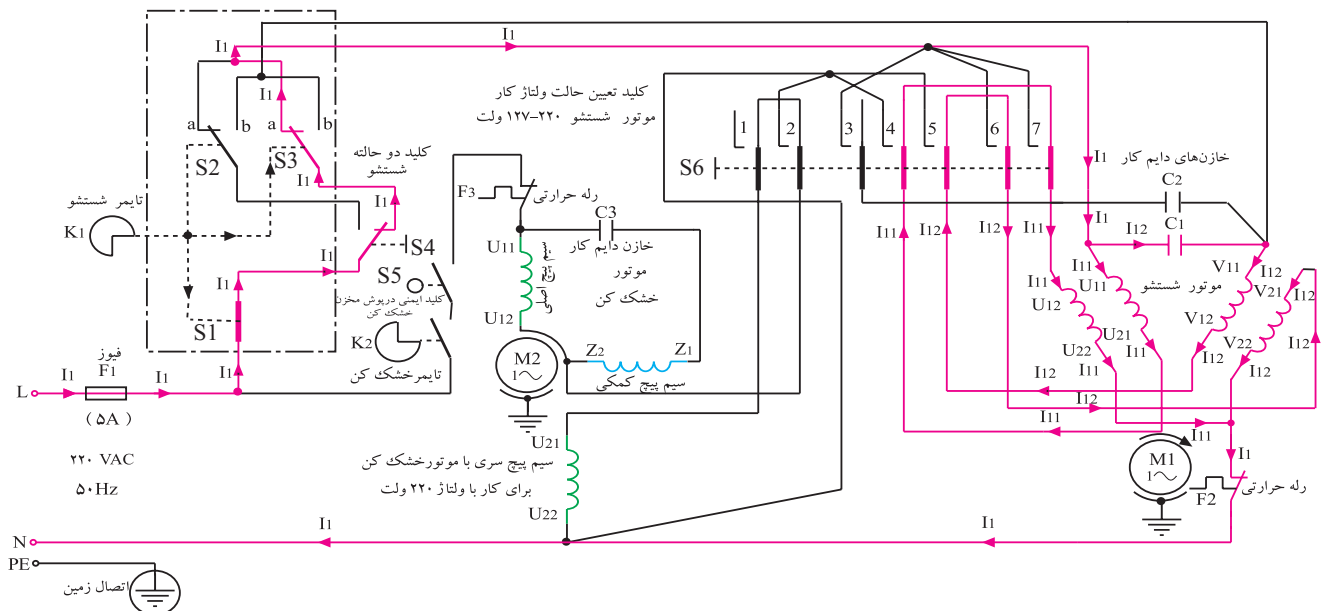 I1
I1
I1
a
b
a
b
S2
S3
I1
کلید دو حالته
شستشو
I1
تایمر شستشو
K1
S4
I1
I1
S1
I1
فیوز
F1
L
I1
I1
(۵A)
۲۲۰ VAC
۵۰Hz
N
PE
اتصال زمین
I1
S5
کلید ایمنی درپوش مخزن
خشک کن
K2
تایمرخشک کن
F3
رله حرارتی
C3
خازن دایم کار
موتور
خشک کن
U11
سیم پیچ اصلی
U12
M2
1~
Z2
Z1
سیم پیچ کمکی
U21
سیم پیچ سری با موتورخشک کن
برای کار با ولتاژ ۲۲۰ ولت
U22
کلید تعیین حالت ولتاژ کار
موتور شستشو ۲۲۰-۱۲۷ ولت
1
2
3
4
5
6
7
S6
I1
خازن‌های دایم کار
C2
I1
I12
C1
I11
I12
I12
I11
I11
I11
U11
U12
موتور شستشو
V11
I12
V21
I12
V12
U21
U22
I11
I11
V22
I12
I12
I12
I12
I12
I11
I11
I1
M1
1~
F2
رله حرارتی
I1